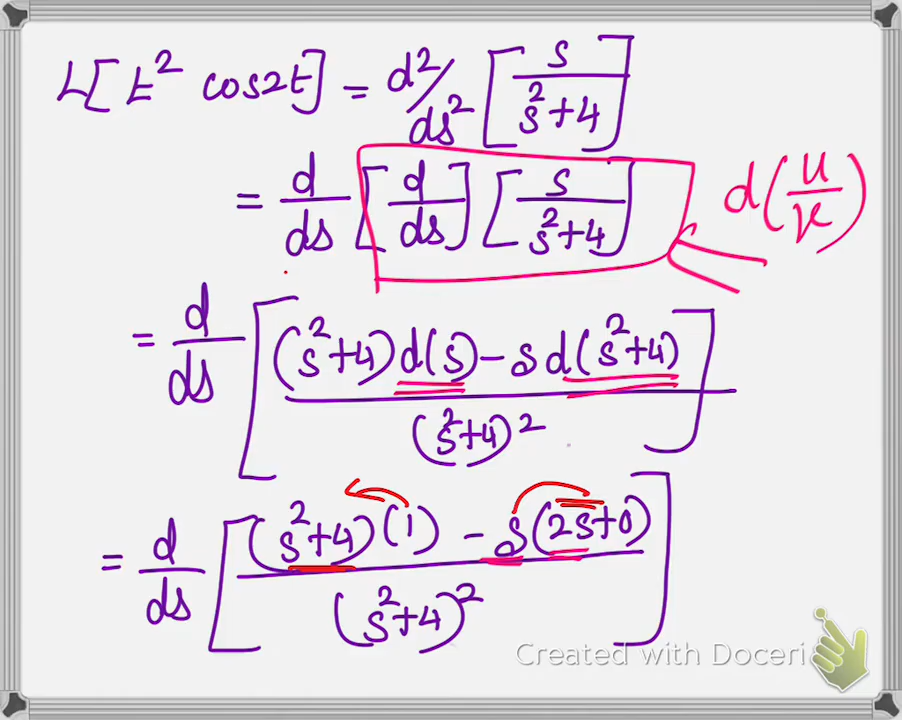 L[t² cos2t] = d²/ds² [s/(s²+4)]
= d/ds [d/ds] [s/(s²+4)] d(u/v)
= d/ds [((s²+4)d(s) - s d(s²+4))/(s²+4)²]
= d/ds [((s²+4)(1) - s(2s+0))/(s²+4)²]
Created with Doceri